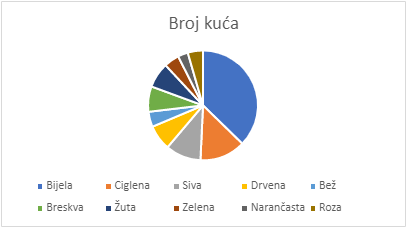 Broj kuća
Bijela Ciglena Siva Drvena Bež
Breskva Žuta Zelena Narančasta Roza